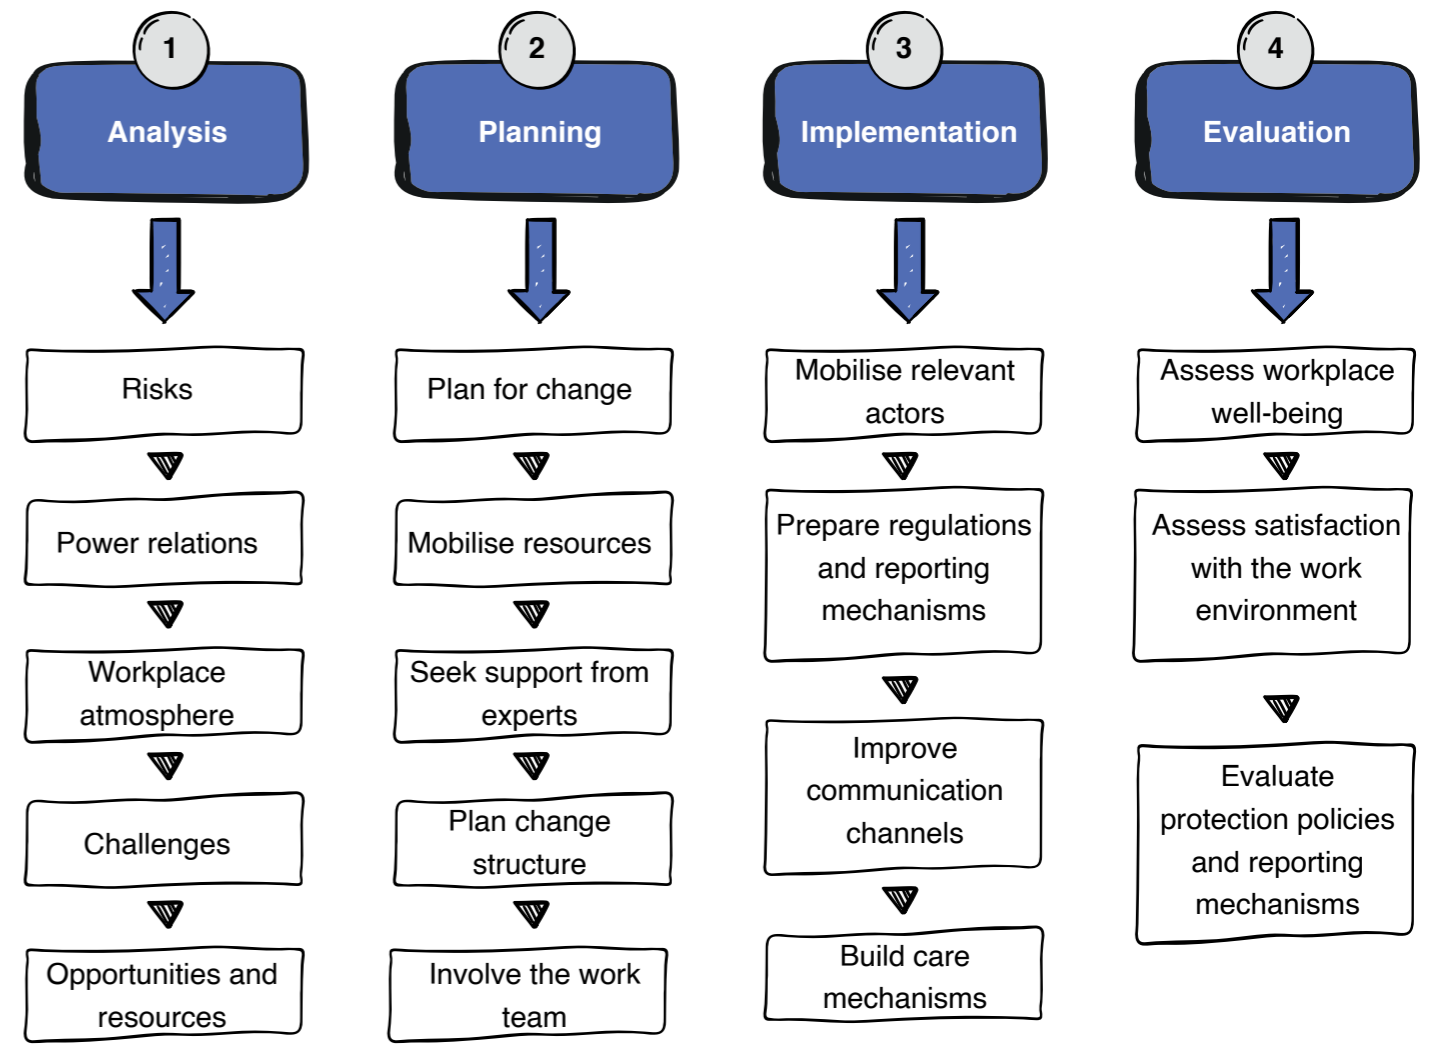 1
Analysis
Risks
Power relations
Workplace
atmosphere
Challenges
Opportunities and
resources
2
Planning
Plan for change
Mobilise resources
Seek support from
experts
Plan change
structure
Involve the work
team
3
Implementation
Mobilise relevant
actors
Prepare regulations
and reporting
mechanisms
Improve
communication
channels
Build care
mechanisms
4
Evaluation
Assess workplace
well-being
Assess satisfaction
with the work
environment
Evaluate
protection policies
and reporting
mechanisms